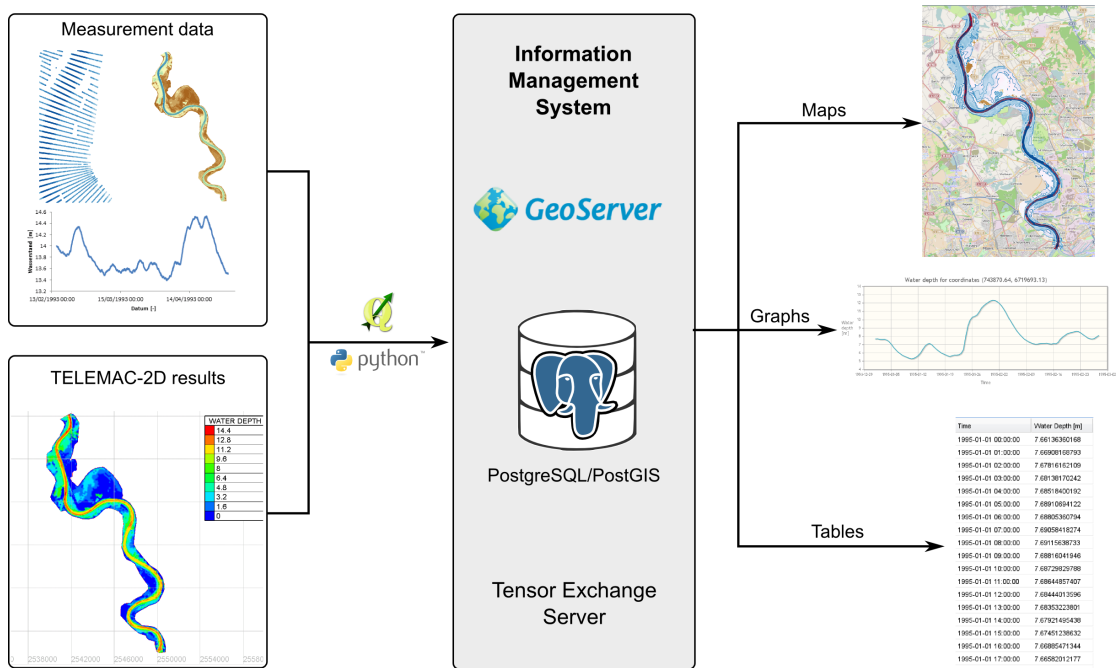 Measurement data
14.6
14.4
14.2
14
13.8
13.6
13.4
13.2
Wasserstand [m]
13/02/1993 00:00
15/03/1993 00:00
14/04/1993 00:00
Datum [-]
TELEMAC-2D results
WATER DEPTH
14.4
12.8
11.2
9.6
8
6.4
4.8
3.2
1.6
0
2538000
2542000
2546000
2550000
2554000
2558
python™
Information
Management
System
GeoServer
PostgreSQL/PostGIS
Tensor Exchange
Server
Maps
Graphs
Tables
Water depth for coordinates (743870.64, 6719693.13)
Water
depth
[m]
Time
Time Water Depth [m]
1995-01-01 00:00:00 7.66136360168
1995-01-01 01:00:00 7.66908168793
1995-01-01 02:00:00 7.67816162109
1995-01-01 03:00:00 7.68138170242
1995-01-01 04:00:00 7.68518400192
1995-01-01 05:00:00 7.68910694122
1995-01-01 06:00:00 7.68805360794
1995-01-01 07:00:00 7.69058418274
1995-01-01 08:00:00 7.69115638733
1995-01-01 09:00:00 7.68816041946
1995-01-01 10:00:00 7.68729829788
1995-01-01 11:00:00 7.68644857407
1995-01-01 12:00:00 7.68444013596
1995-01-01 13:00:00 7.68353223801
1995-01-01 14:00:00 7.67921495438
1995-01-01 15:00:00 7.67451238632
1995-01-01 16:00:00 7.66885471344
1995-01-01 17:00:00 7.66582012177